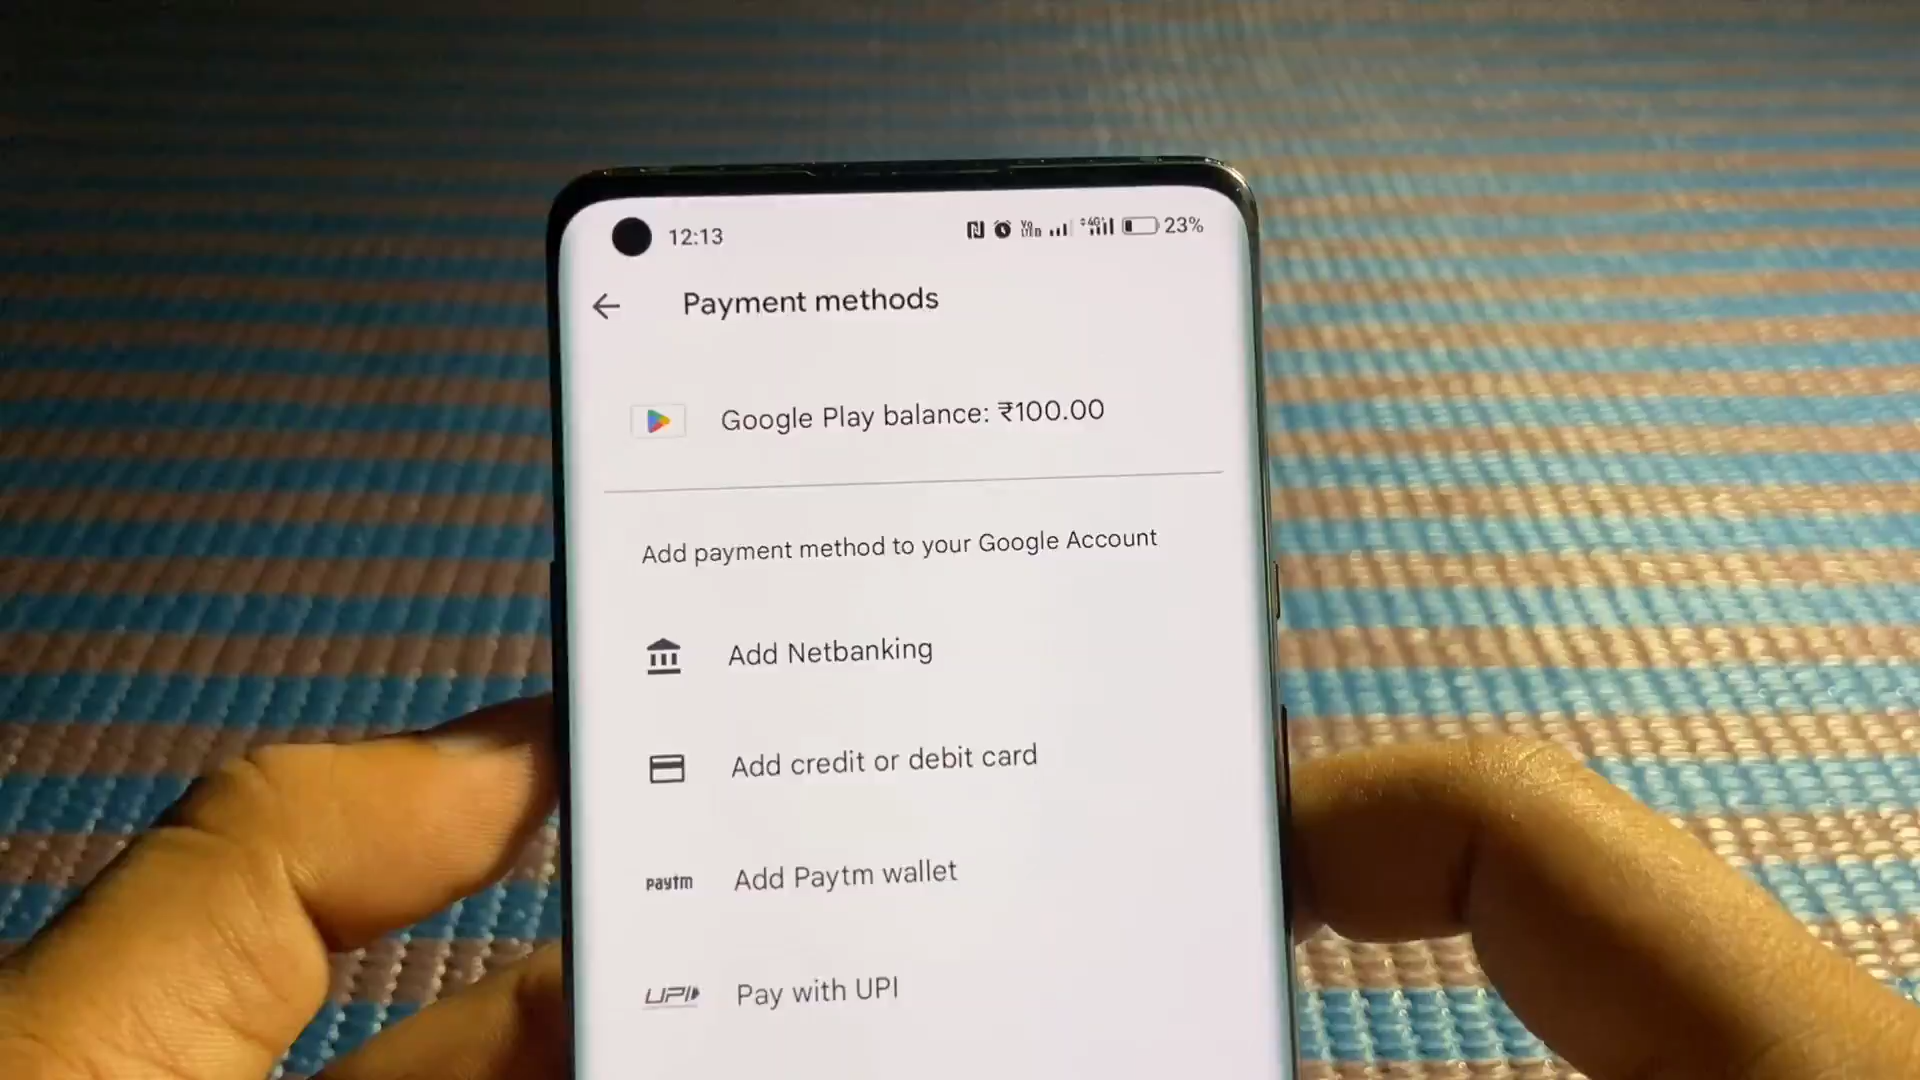 12:13
4G 23%
Payment methods
Google Play balance: ₹100.00
Add payment method to your Google Account
Add Netbanking
Add credit or debit card
paytm Add Paytm wallet
UPI Pay with UPI